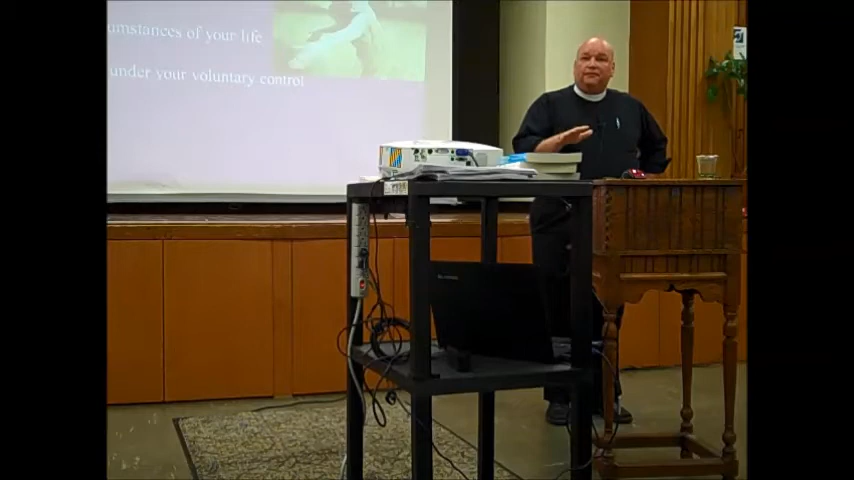 umstances of your life
under your voluntary control